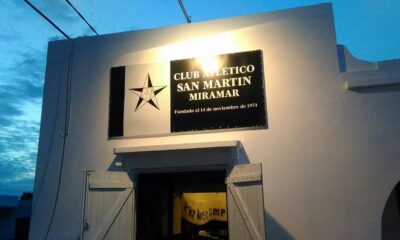 CLUB ATLÉTICO
SAN MARTIN
MIRAMAR
Fundado el 14 de noviembre de 1974